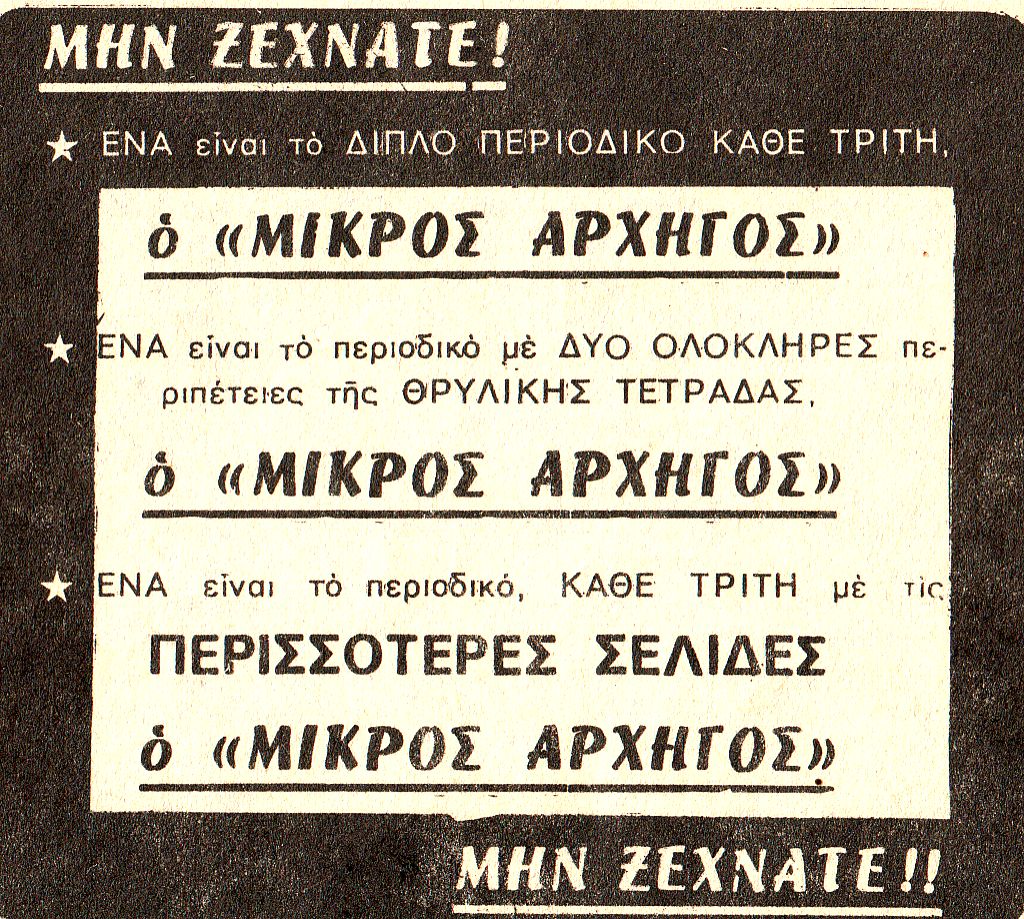 ΜΗΝ ΞΕΧΝΑΤΕ!
★ ΕΝΑ εἶναι τὸ ΔΙΠΛΟ ΠΕΡΙΟΔΙΚΟ ΚΑΘΕ ΤΡΙΤΗ,
ὁ «ΜΙΚΡΟΣ ΑΡΧΗΓΟΣ»
★ ΕΝΑ εἶναι τὸ περιοδικὸ μὲ ΔΥΟ ΟΛΟΚΛΗΡΕΣ πε-
ριπέτειες τῆς ΘΡΥΛΙΚΗΣ ΤΕΤΡΑΔΑΣ,
ὁ «ΜΙΚΡΟΣ ΑΡΧΗΓΟΣ»
★ ΕΝΑ εἶναι τὸ περιοδικό, ΚΑΘΕ ΤΡΙΤΗ μὲ τὶς
ΠΕΡΙΣΣΟΤΕΡΕΣ ΣΕΛΙΔΕΣ
ὁ «ΜΙΚΡΟΣ ΑΡΧΗΓΟΣ»
ΜΗΝ ΞΕΧΝΑΤΕ!!